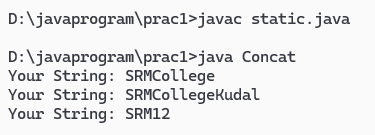 D:\javaprogram\prac1>javac static.java
D:\javaprogram\prac1>java Concat
Your String: SRMCollege
Your String: SRMCollegeKudal
Your String: SRM12